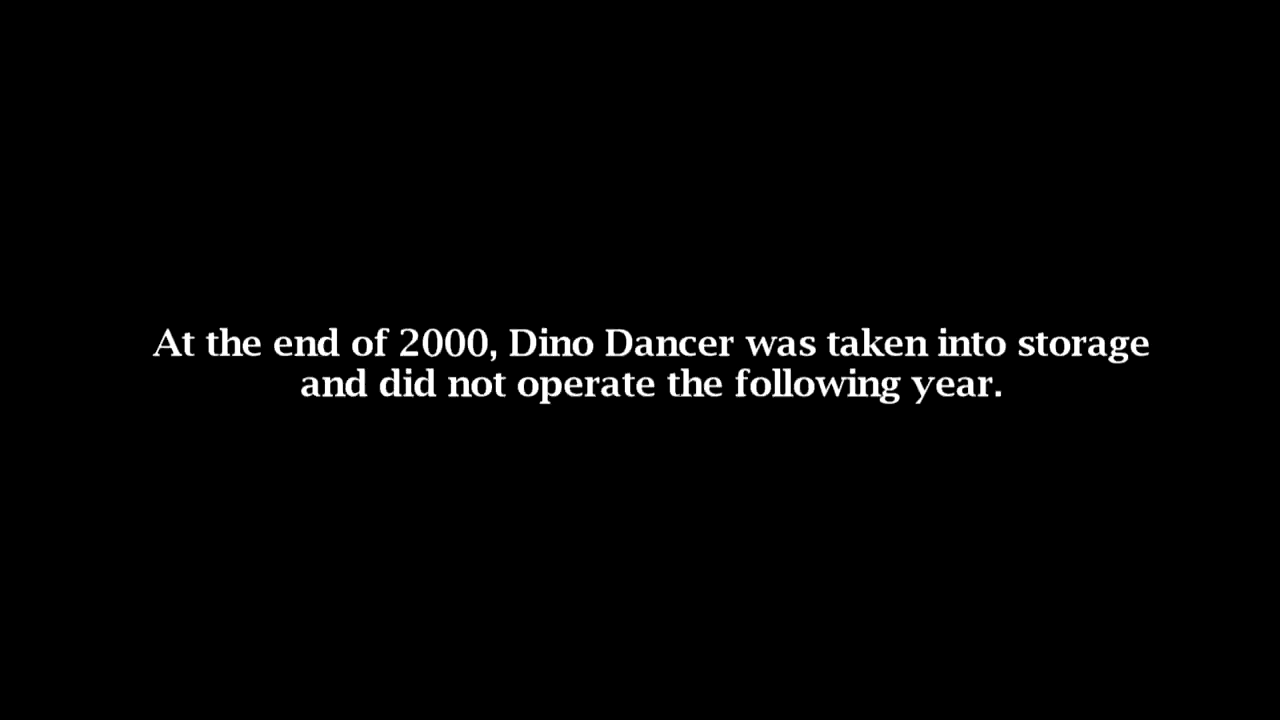 At the end of 2000, Dino Dancer was taken into storage
and did not operate the following year.